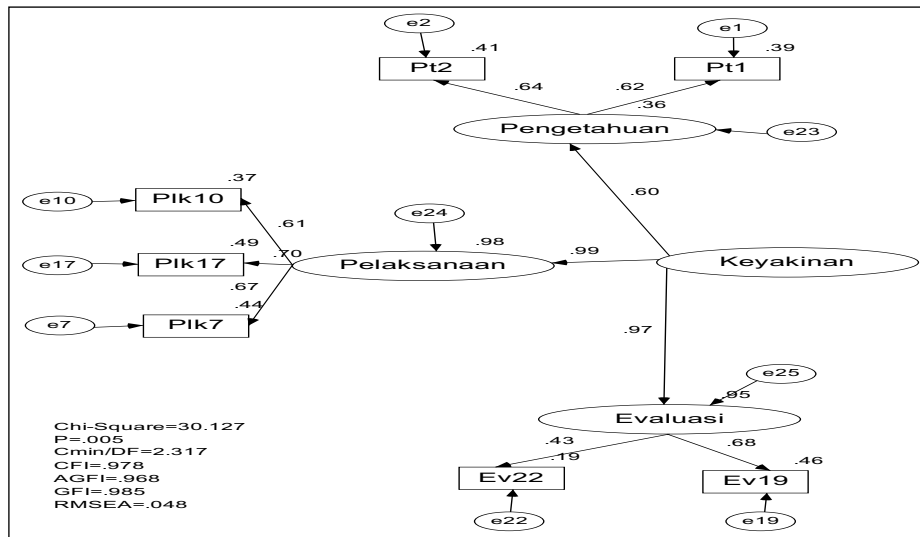 e2
e1
.41
.39
Pt2
Pt1
.64
.62
.36
Pengetahuan
e23
.37
e10
Plk10
.60
e24
.61
.49
.70
.98
.99
e17
Plk17
Pelaksanaan
Keyakinan
.67
.44
e7
Plk7
.97
e25
.95
Evaluasi
Chi-Square=30.127
P=.005
Cmin/DF=2.317
CFI=.978
AGFI=.968
GFI=.985
RMSEA=.048
.43
.68
.19
.46
Ev22
Ev19
e22
e19